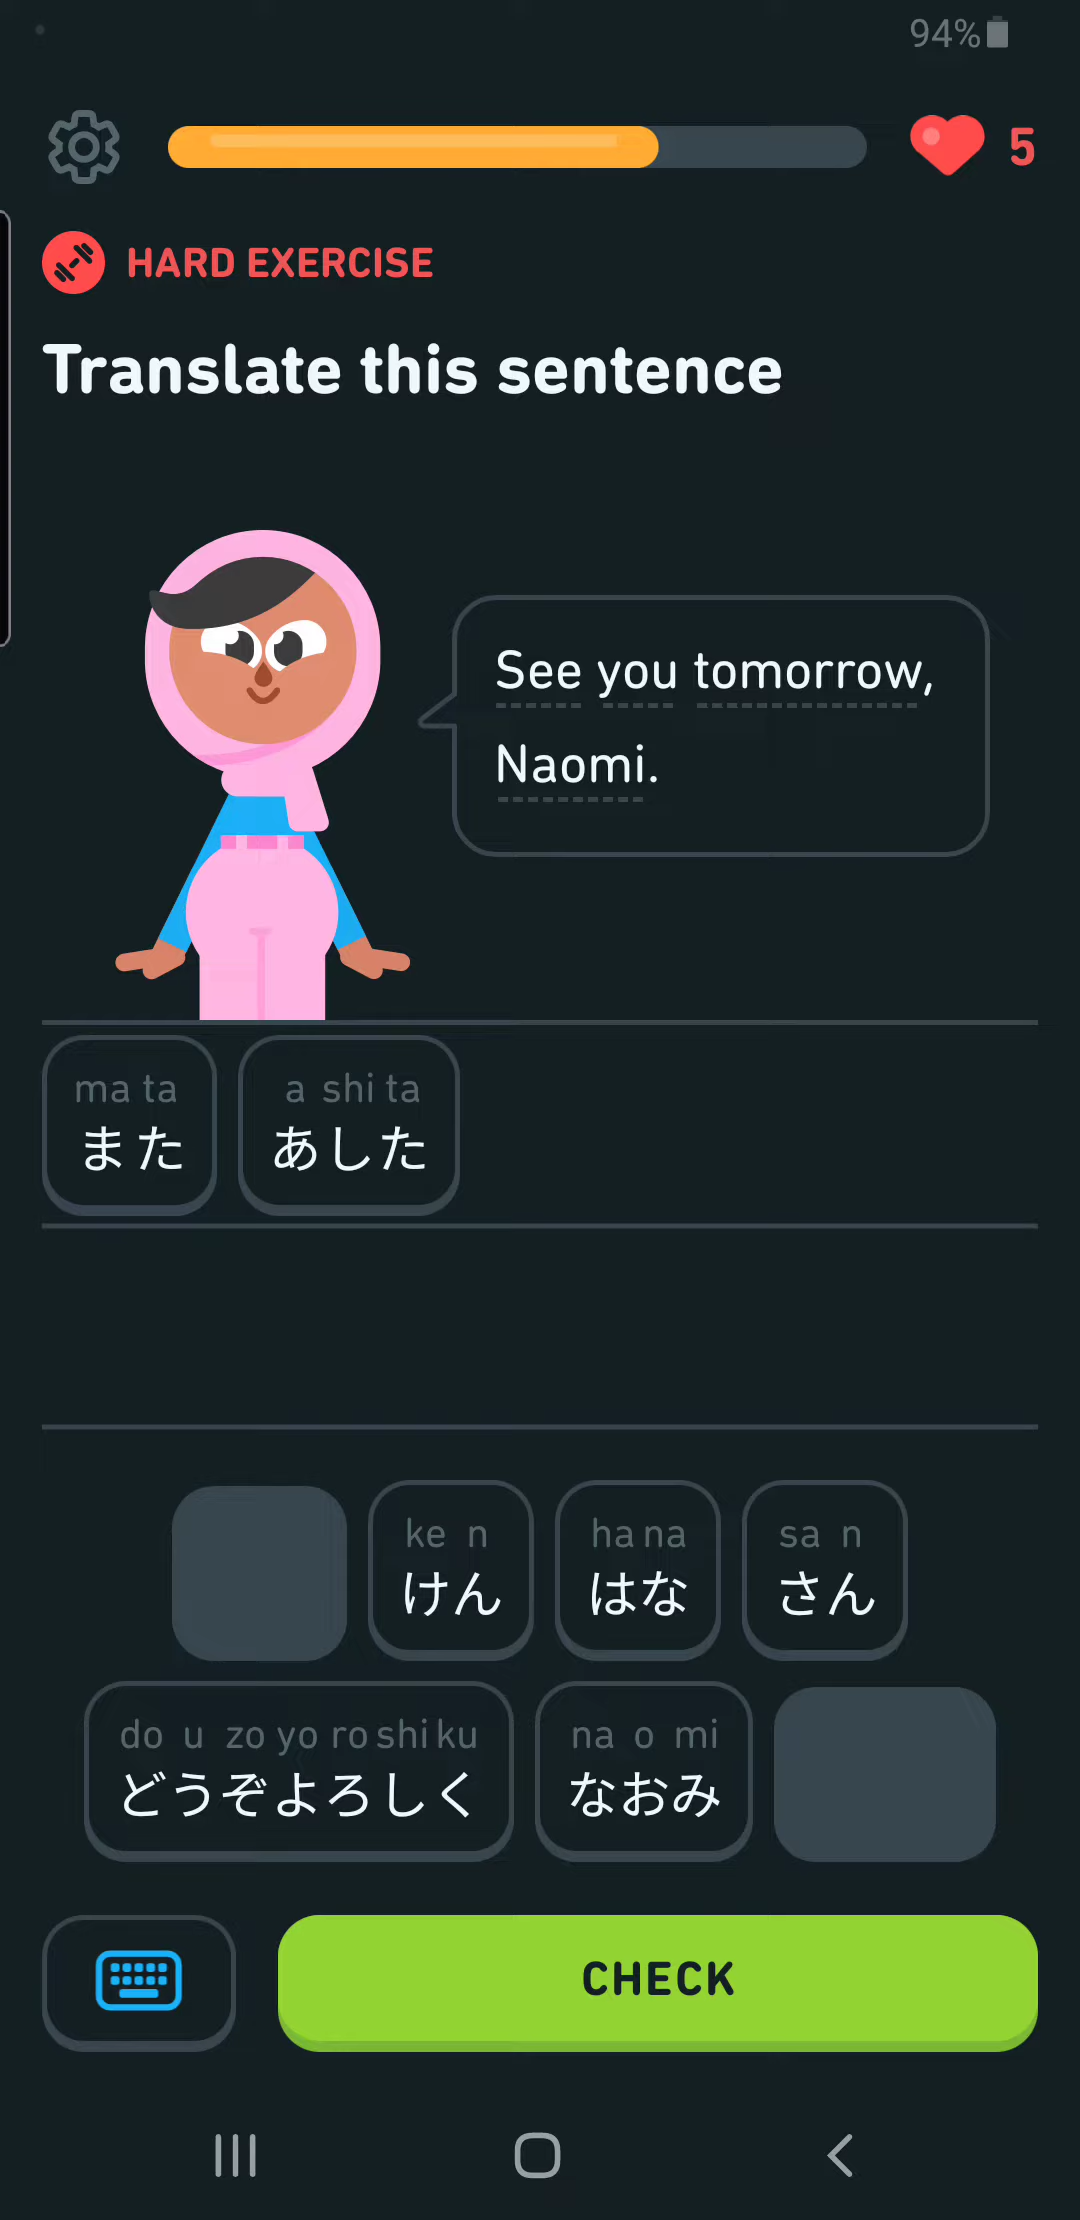 94%
5
HARD EXERCISE
Translate this sentence
See you tomorrow,
Naomi.
ma ta a shi ta
また あした
ke n ha na sa n
けん はな さん
do u zo yo ro shi ku na o mi
どうぞよろしく なおみ
CHECK